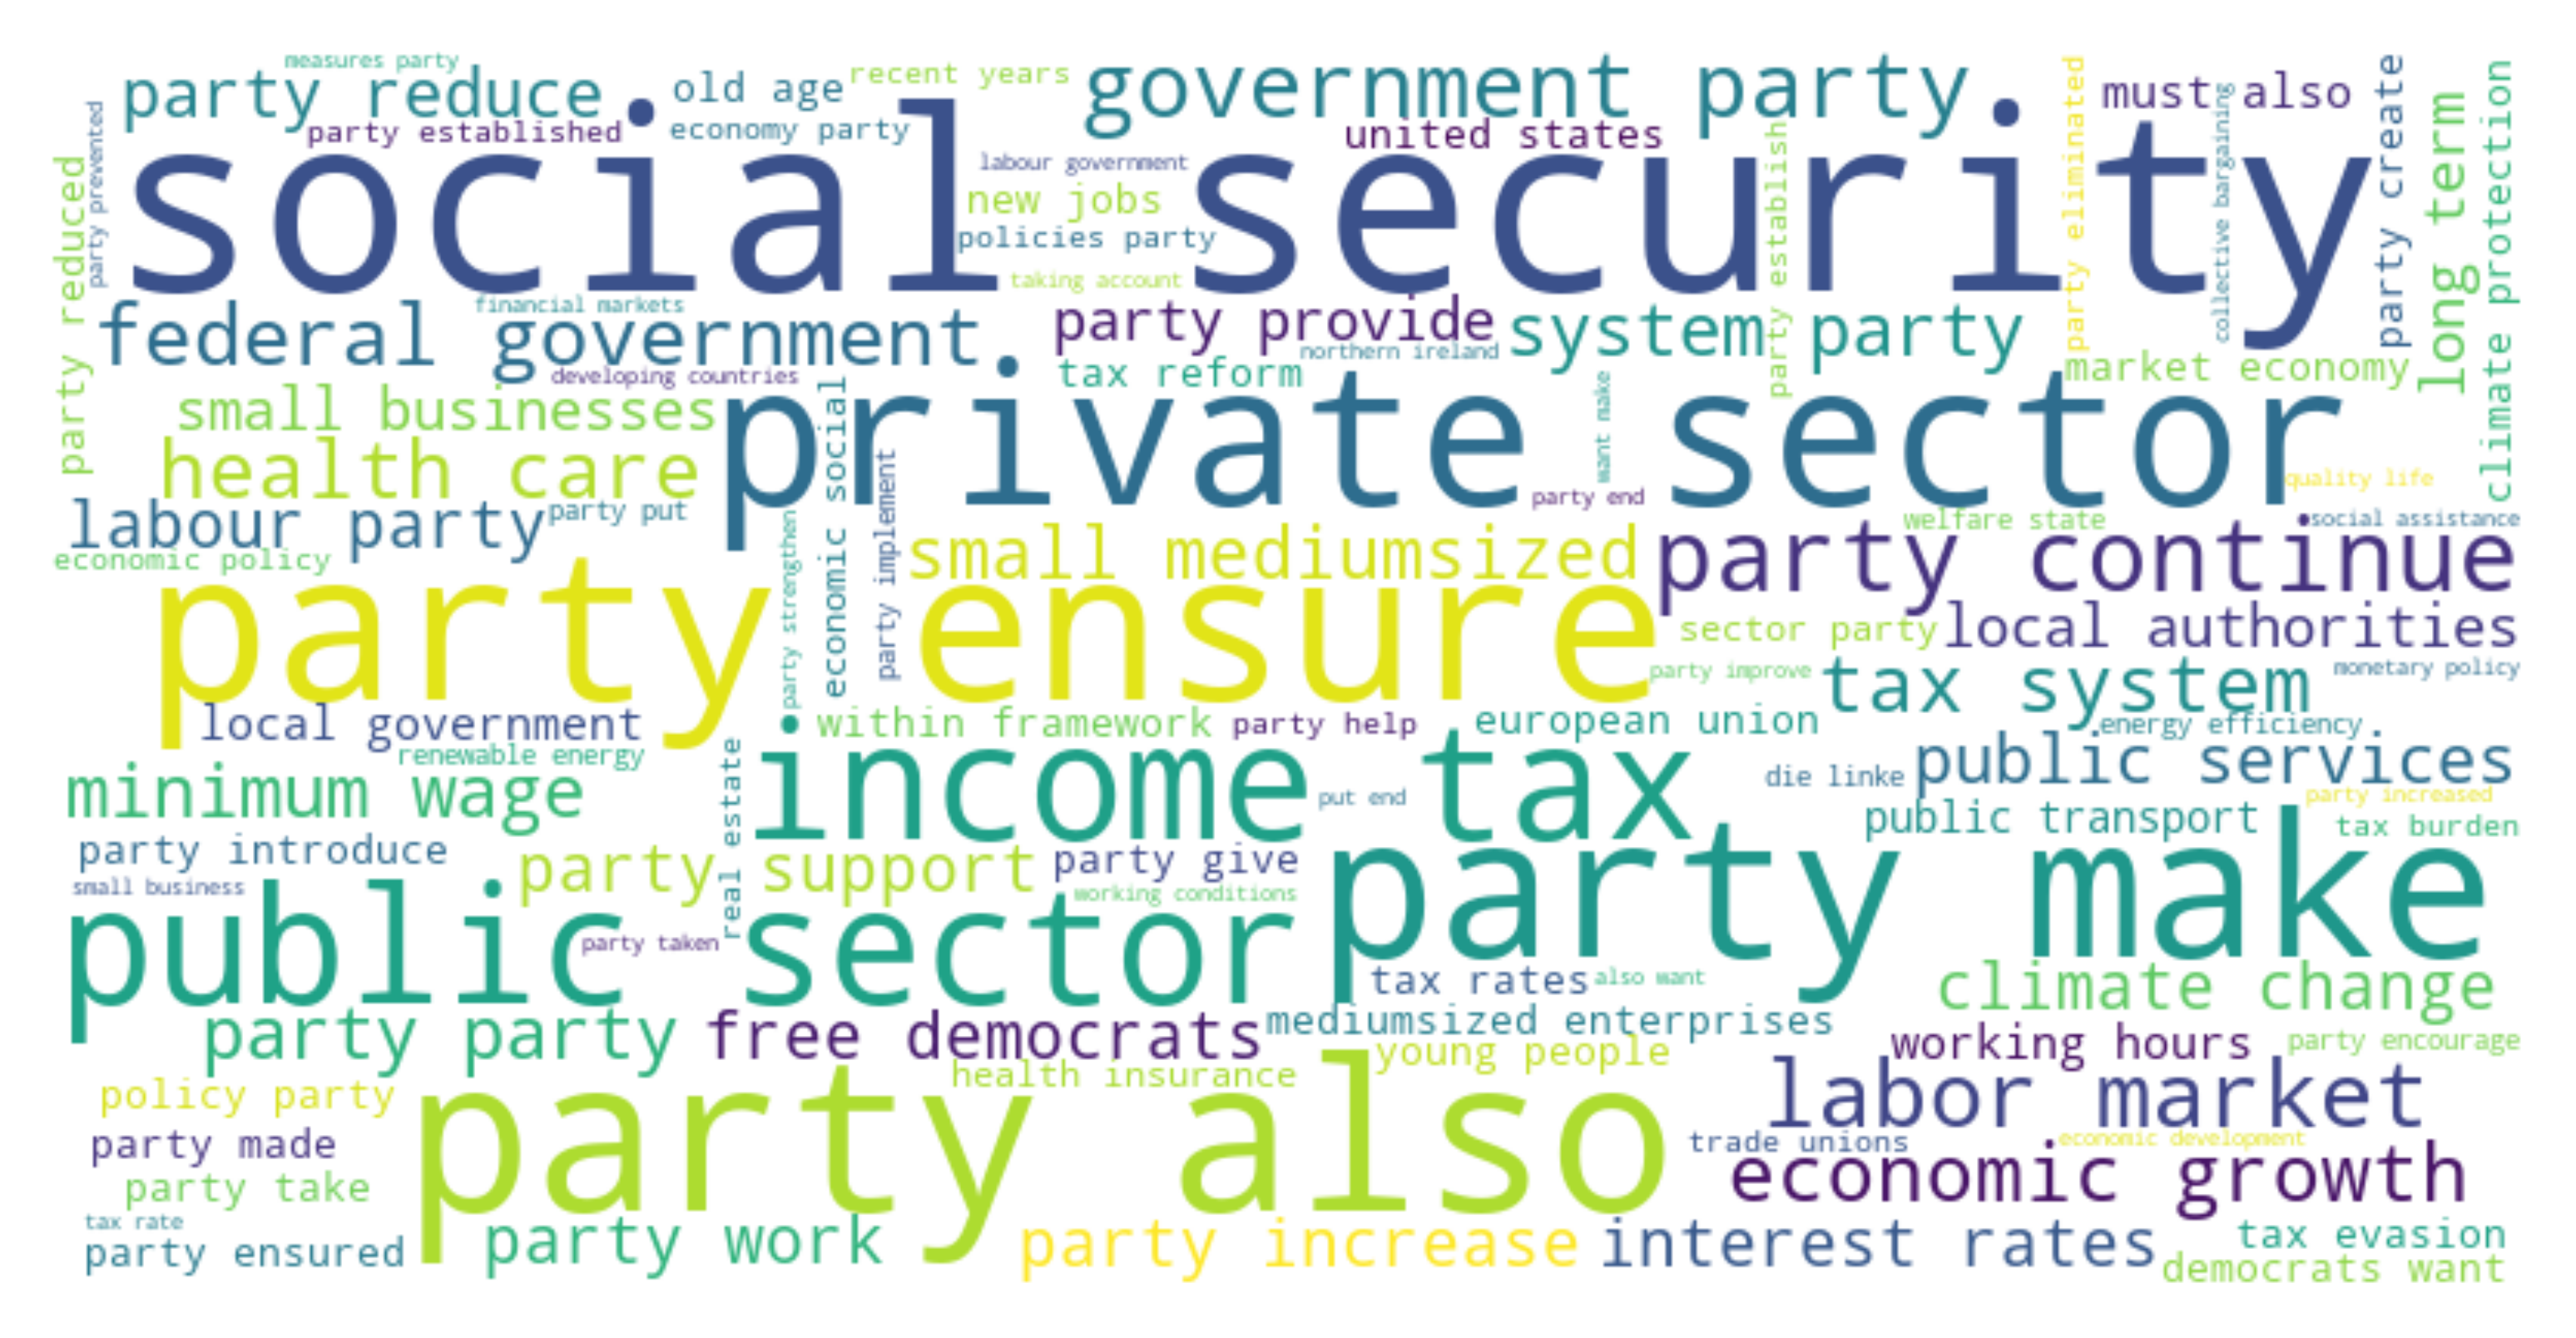 measures party
party reduce
old age
recent years
government party
must also
party eliminated
collective bargaining
party create
long term
climate protection
party established
economy party
united states
party reduced
party prevented
social security
labour government
new jobs
policies party
taking account
party establish
federal government
financial markets
developing countries
party provide
northern ireland
system party
tax reform
market economy
small businesses
private sector
economic social
want make
health care
quality life
labour party
party put
party implement
party end
welfare state
social assistance
economic policy
party strengthen
small mediumsized
party continue
party ensure
sector party
local authorities
party improve
tax system
monetary policy
local government
within framework
party help
european union
energy efficiency
renewable energy
real estate
income tax
public services
minimum wage
put end
die linke
party increased
public transport
tax burden
party introduce
party support
party give
party make
small business
working conditions
public sector
party taken
tax rates
also want
climate change
party party
free democrats
mediumsized enterprises
working hours
party encourage
young people
health insurance
labor market
policy party
party also
party made
trade unions
economic development
economic growth
party take
tax rate
party ensured
party work
party increase
interest rates
tax evasion
democrats want